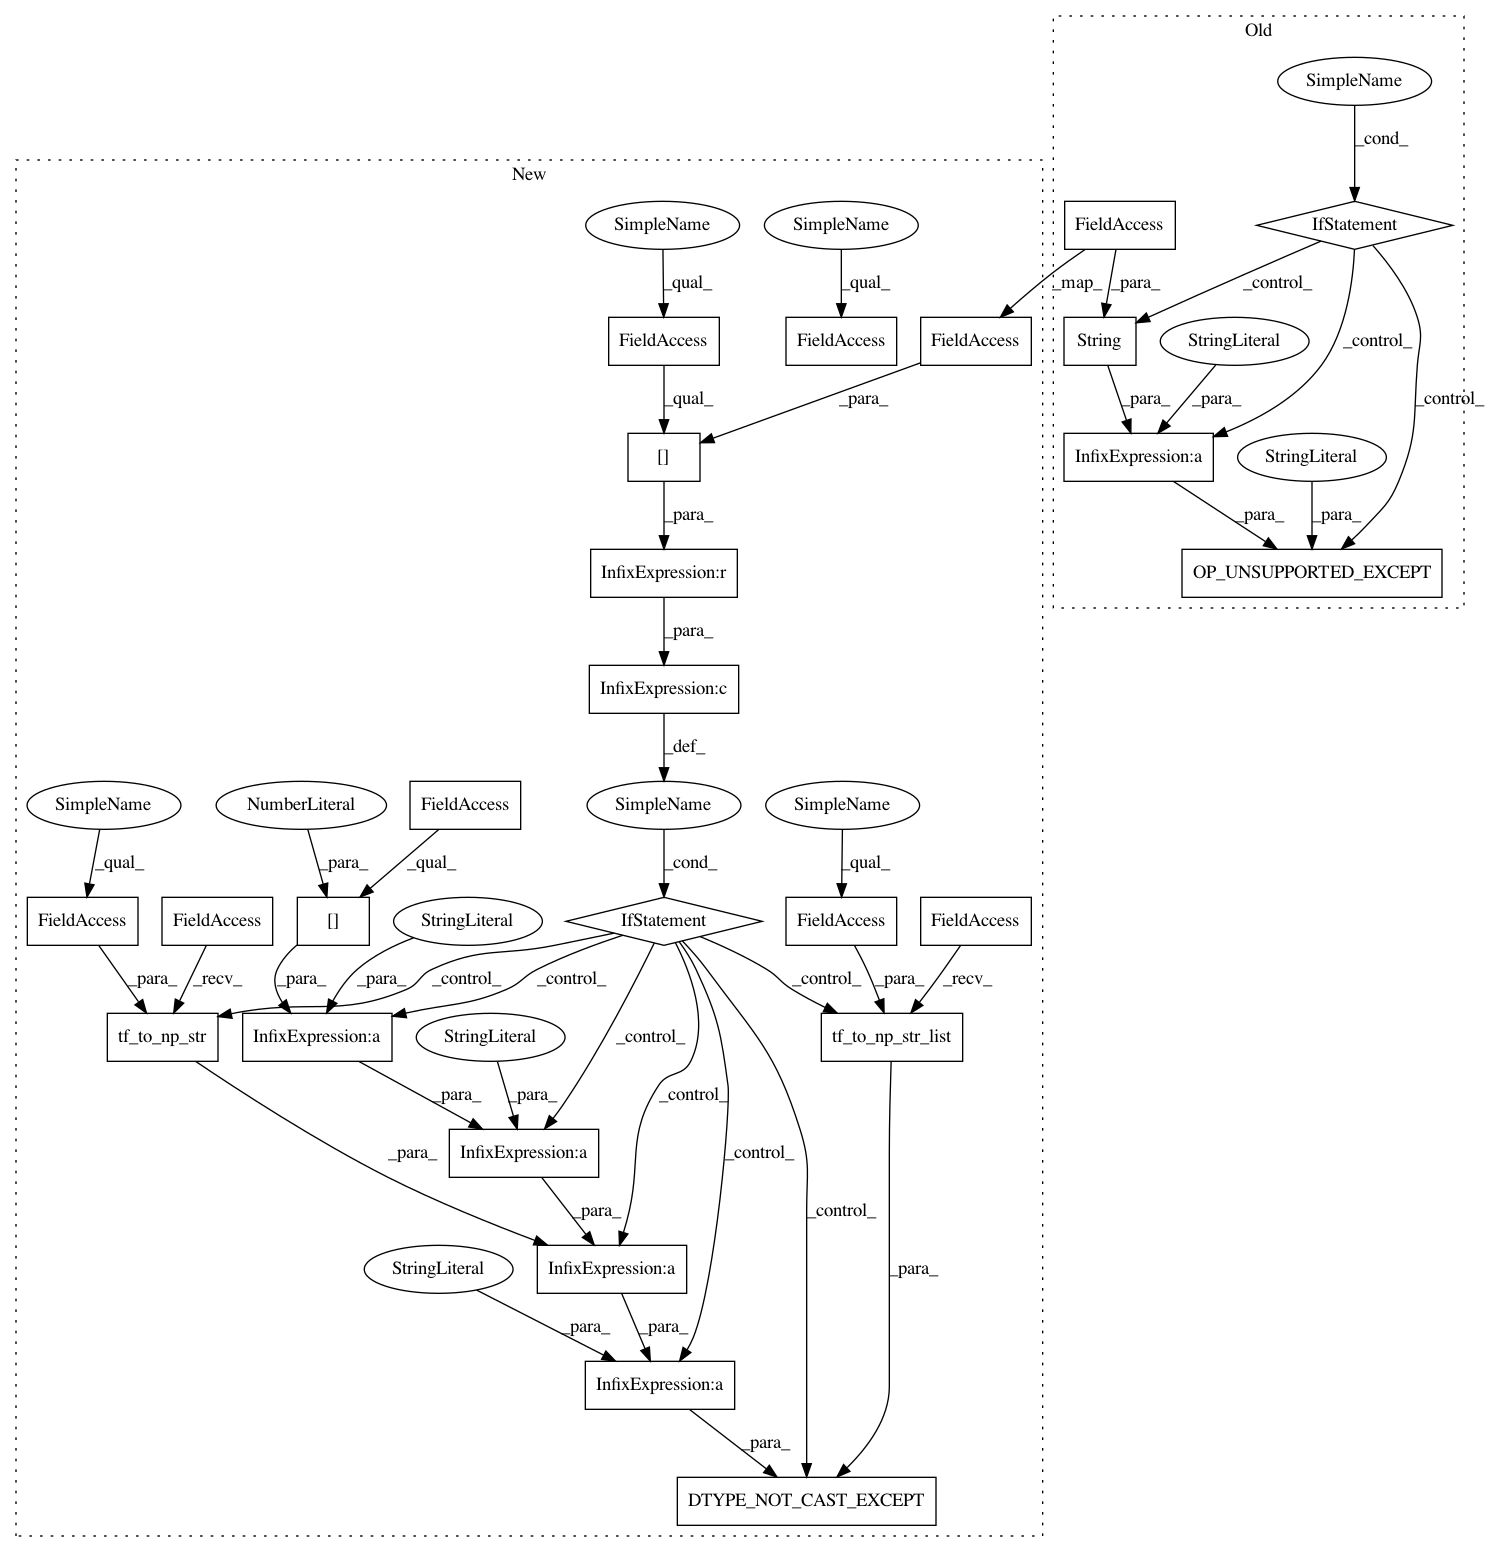 Old
SimpleName
_cond_
New
SimpleName
SimpleName
FieldAccess
IfStatement
_qual_
_qual_
_map_
_para_
_control_
FieldAccess
FieldAccess
FieldAccess
String
StringLiteral
_control_
_qual_
_para_
_para_
_para_
_control_
[]
InfixExpression:a
StringLiteral
_para_
_para_
_para_
InfixExpression:r
OP_UNSUPPORTED_EXCEPT
_para_
InfixExpression:c
_def_
SimpleName
NumberLiteral
FieldAccess
SimpleName
SimpleName
_qual_
_para_
_qual_
_cond_
_qual_
FieldAccess
FieldAccess
[]
StringLiteral
IfStatement
FieldAccess
FieldAccess
_para_
_recv_
_para_
_para_
_control_
_control_
_control_
_para_
_recv_
tf_to_np_str
InfixExpression:a
StringLiteral
_control_
tf_to_np_str_list
_para_
_para_
_control_
_para_
InfixExpression:a
_control_
_para_
_control_
StringLiteral
InfixExpression:a
_para_
_para_
_para_
InfixExpression:a
_para_
DTYPE_NOT_CAST_EXCEPT